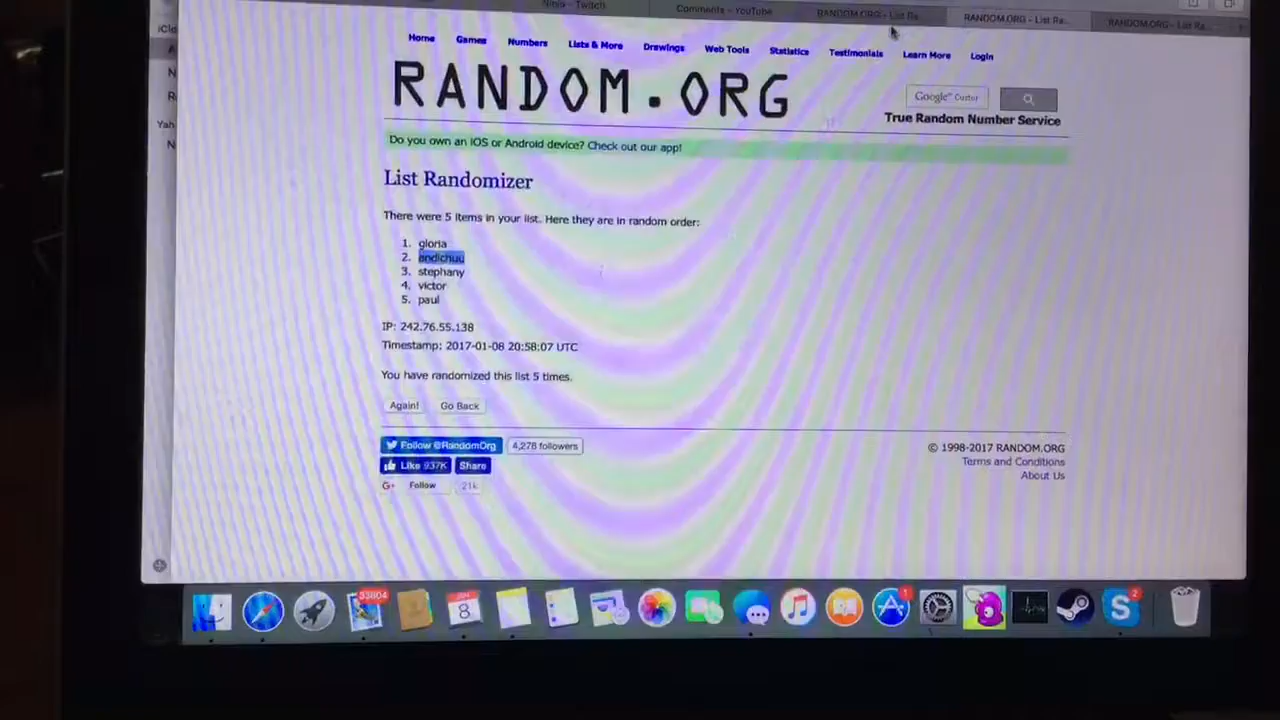 Ninja - Twitch
Comments - YouTube
RANDOM.ORG - List Ra...
RANDOM.ORG - List Ra...
RANDOM.ORG - List Ra...
Home Games Numbers Lists & More Drawings Web Tools Statistics Testimonials Learn More Login
RANDOM.ORG
Google
True Random Number Service
Do you own an iOS or Android device? Check out our app!
List Randomizer
There were 5 items in your list. Here they are in random order:
1. gloria
2. andichuu
3. stephany
4. victor
5. paul
IP: 242.76.55.138
Timestamp: 2017-01-08 20:58:07 UTC
You have randomized this list 5 times.
Again! Go Back
Follow @RandomOrg 4,278 followers
Like 937K Share
G+ Follow 21k
© 1998-2017 RANDOM.ORG
Terms and Conditions
About Us
33604
JAN
8
1
2